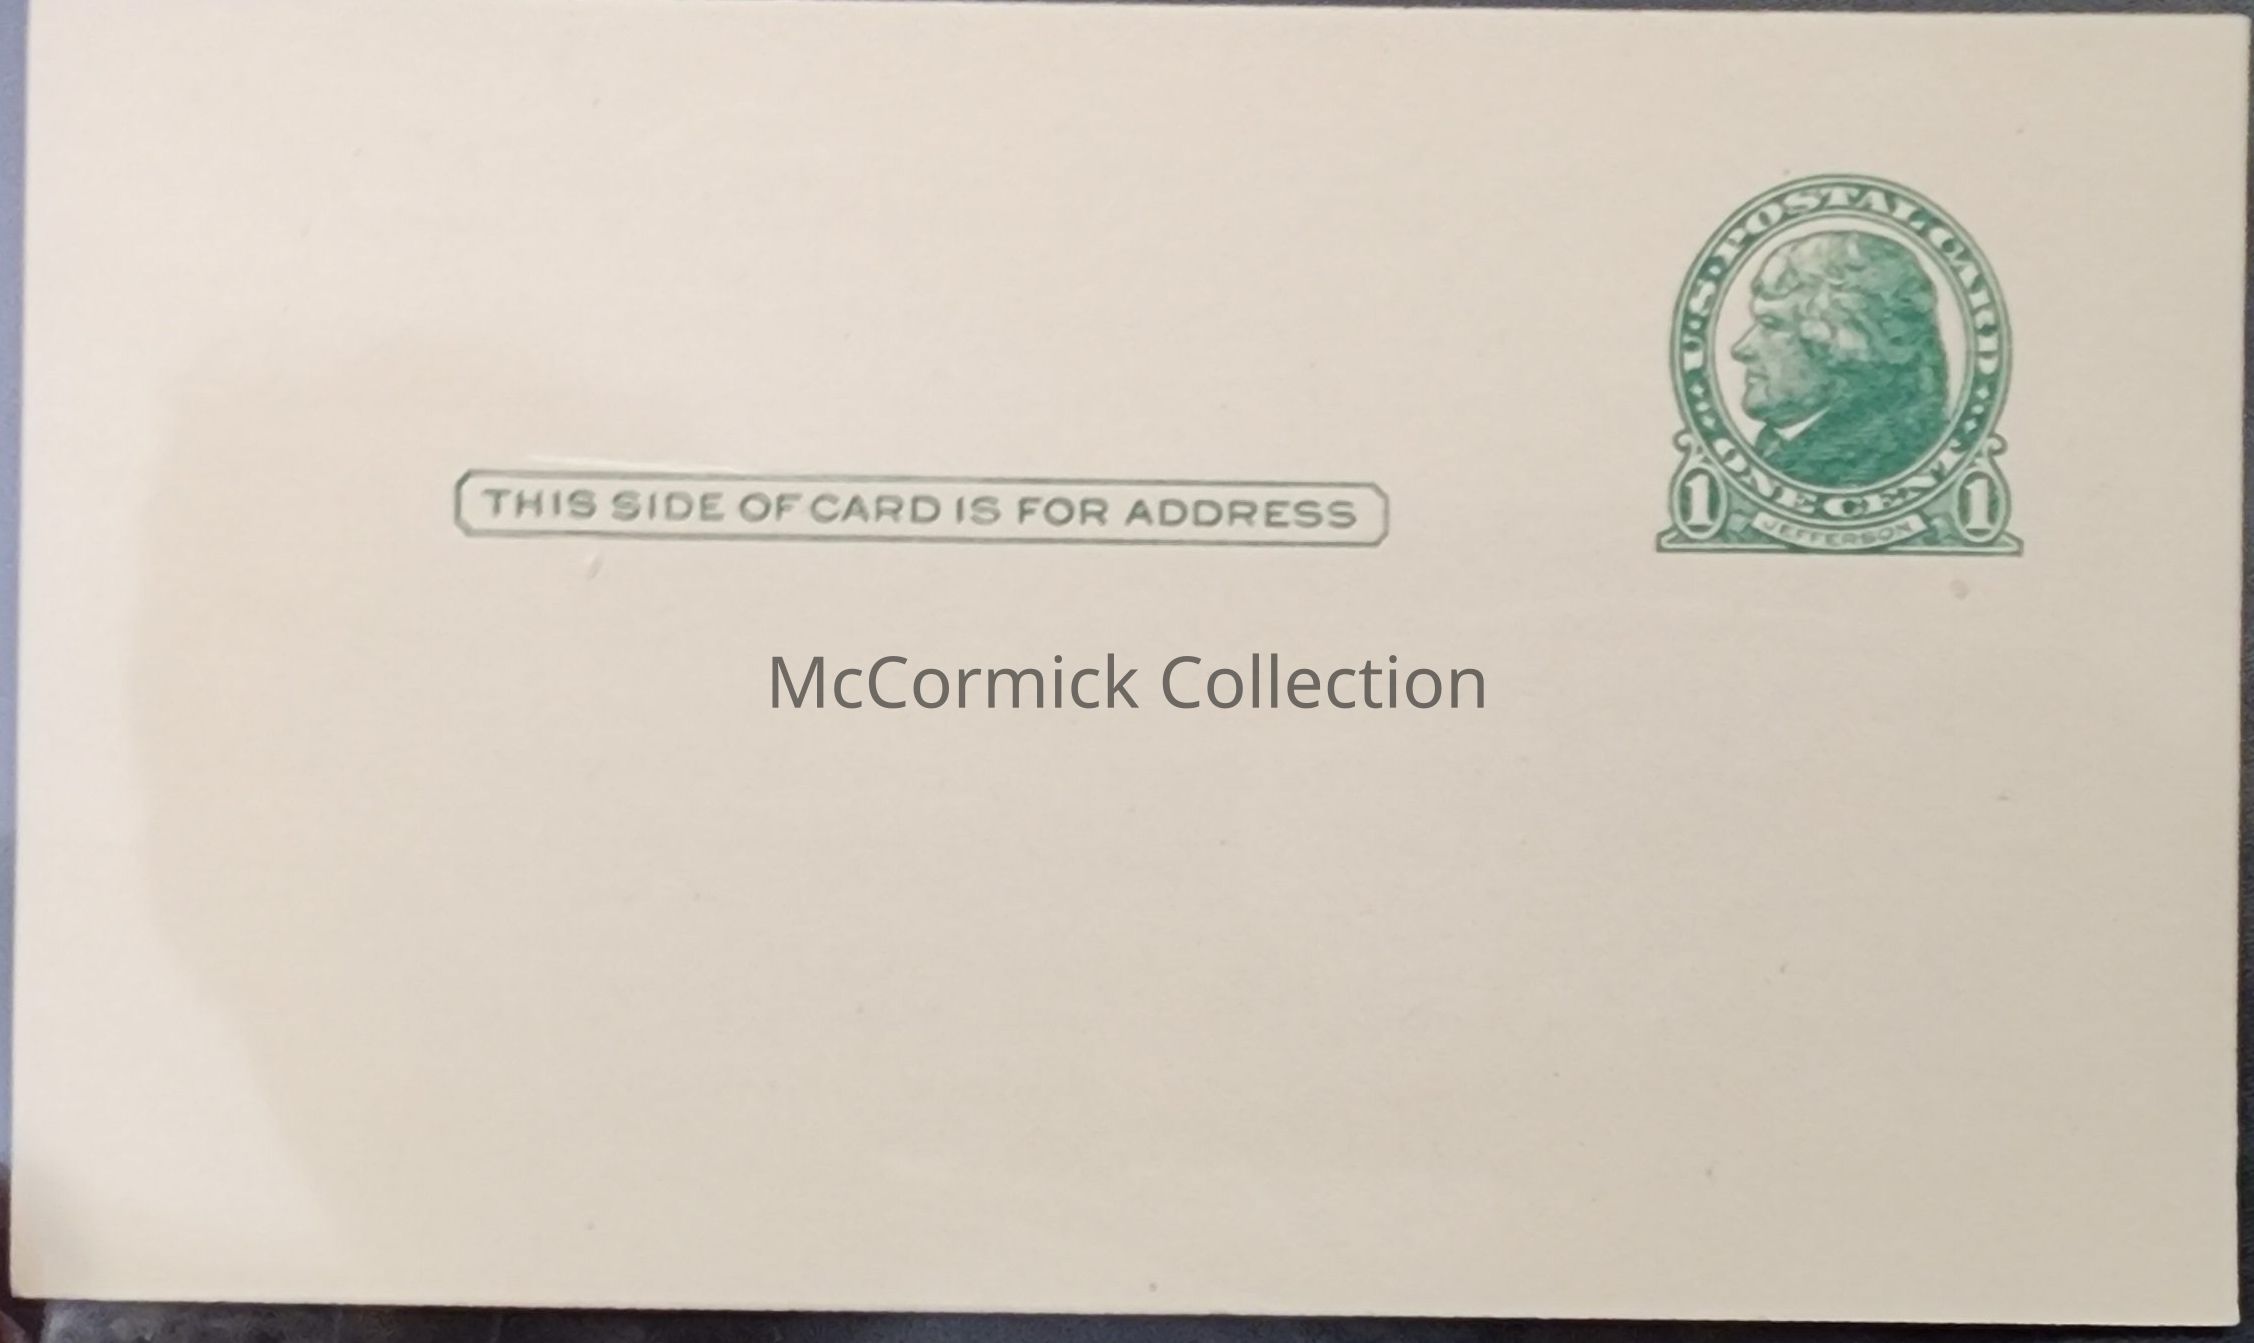 U.S. POSTAL CARD
ONE CENT
1 JEFFERSON 1
THIS SIDE OF CARD IS FOR ADDRESS
McCormick Collection